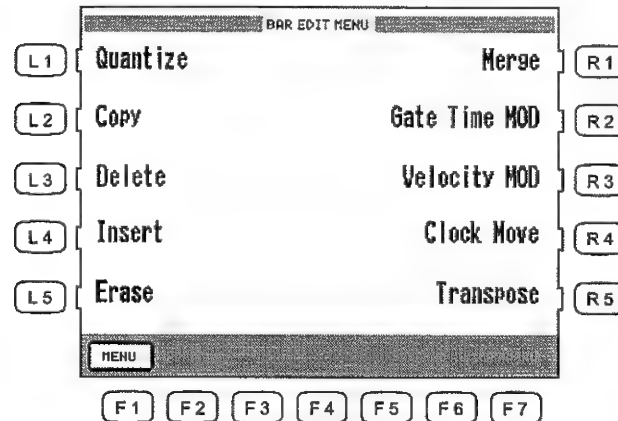 BAR EDIT MENU
L1 Quantize Merge R1
L2 Copy Gate Time MOD R2
L3 Delete Velocity MOD R3
L4 Insert Clock Move R4
L5 Erase Transpose R5
MENU
F1 F2 F3 F4 F5 F6 F7